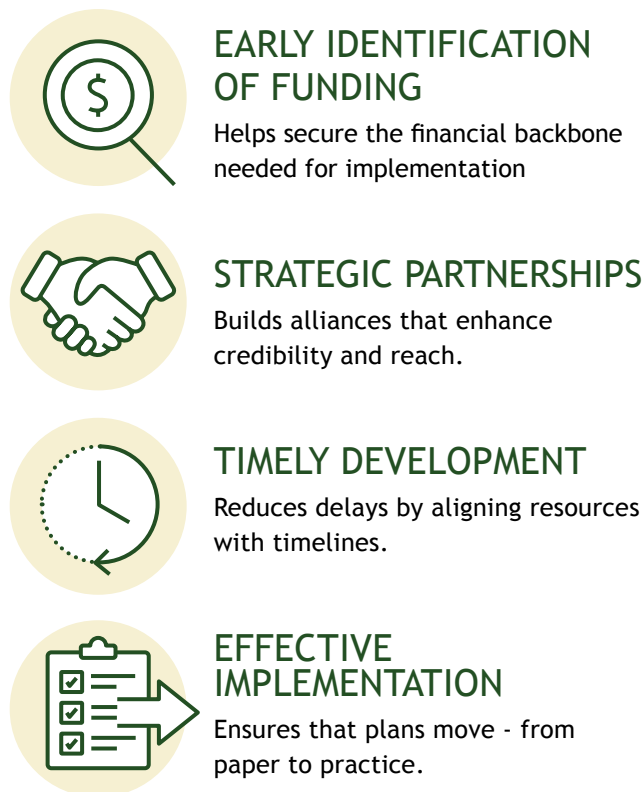 $
EARLY IDENTIFICATION
OF FUNDING
Helps secure the financial backbone
needed for implementation
STRATEGIC PARTNERSHIPS
Builds alliances that enhance
credibility and reach.
TIMELY DEVELOPMENT
Reduces delays by aligning resources
with timelines.
EFFECTIVE
IMPLEMENTATION
Ensures that plans move - from
paper to practice.